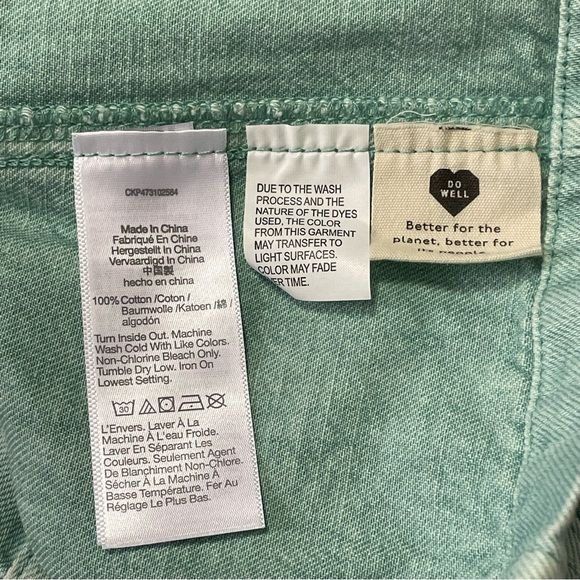 CKP473102584
Made In China
Fabriqué En Chine
Hergestellt In China
Vervaardigd In China
中国製
hecho en china
100% Cotton /Coton /
Baumwolle /Katoen /綿/
algodón
Turn Inside Out. Machine
Wash Cold With Like Colors.
Non-Chlorine Bleach Only.
Tumble Dry Low. Iron On
Lowest Setting.
30
L'Envers. Laver À La
Machine À L'eau Froide.
Laver En Séparant Les
Couleurs. Seulement Agent
De Blanchiment Non-Chlore.
Sécher À La Machine À
Basse Température. Fer Au
Réglage Le Plus Bas.
DUE TO THE WASH
PROCESS AND THE
NATURE OF THE DYES
USED, THE COLOR
FROM THIS GARMENT
MAY TRANSFER TO
LIGHT SURFACES.
COLOR MAY FADE
ER TIME.
DO
WELL
Better for the
planet, better for